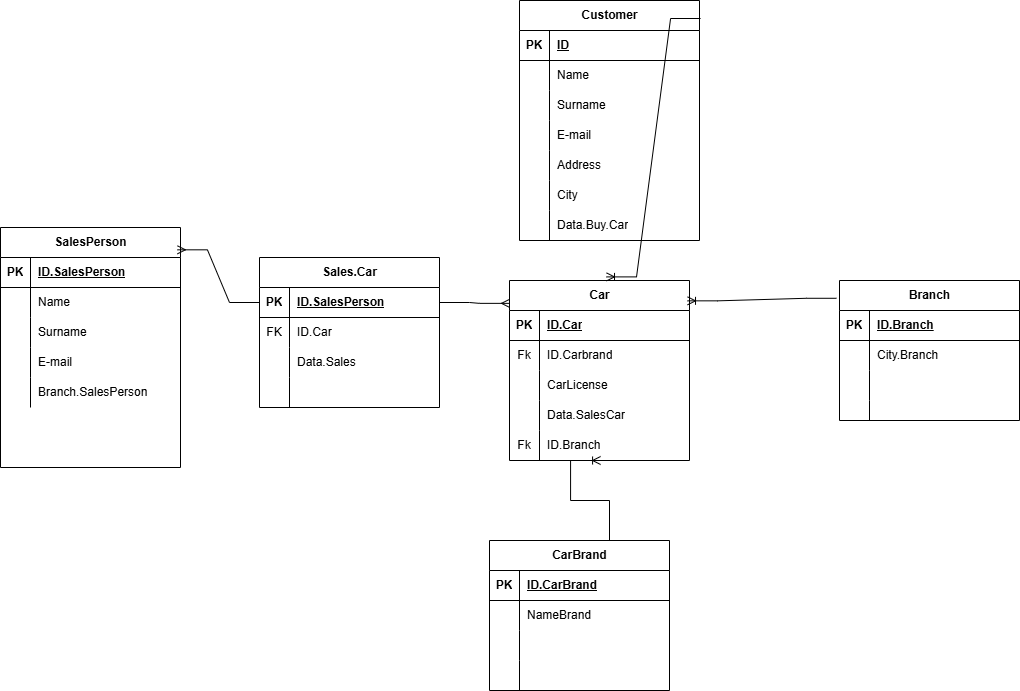 Customer
PK ID
Name
Surname
E-mail
Address
City
Data.Buy.Car
SalesPerson
PK ID.SalesPerson
Name
Surname
E-mail
Branch.SalesPerson
Sales.Car
PK ID.SalesPerson
FK ID.Car
Data.Sales
Car
PK ID.Car
Fk ID.Carbrand
CarLicense
Data.SalesCar
Fk ID.Branch
Branch
PK ID.Branch
City.Branch
CarBrand
PK ID.CarBrand
NameBrand